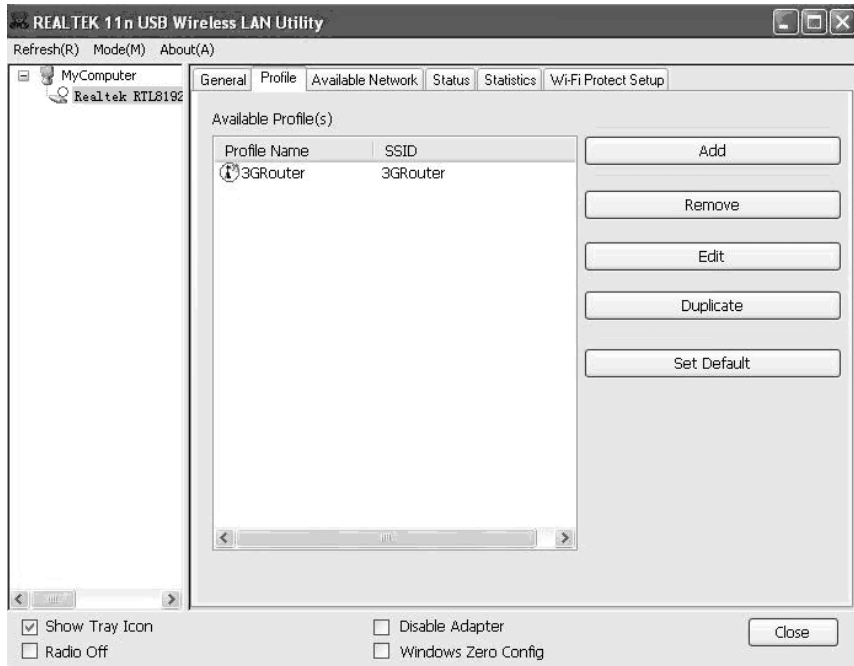 REALTEK 11n USB Wireless LAN Utility
Refresh(R) Mode(M) About(A)
MyComputer
Realtek RTL8192
General Profile Available Network Status Statistics Wi-Fi Protect Setup
Available Profile(s)
Profile Name SSID
3GRouter 3GRouter
Add
Remove
Edit
Duplicate
Set Default
Show Tray Icon
Radio Off
Disable Adapter
Windows Zero Config
Close